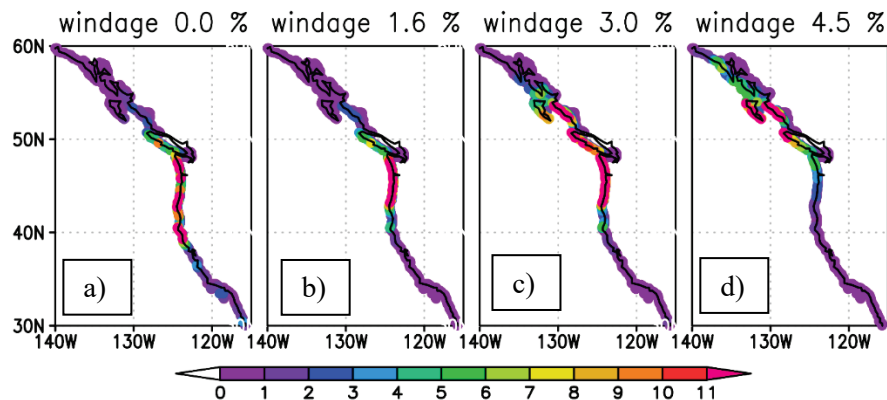 windage 0.0 % windage 1.6 % windage 3.0 % windage 4.5 %
60N
50N
40N
30N
a) b) c) d)
140W 130W 120W 140W 130W 120W 140W 130W 120W 140W 130W 120W
0 1 2 3 4 5 6 7 8 9 10 11